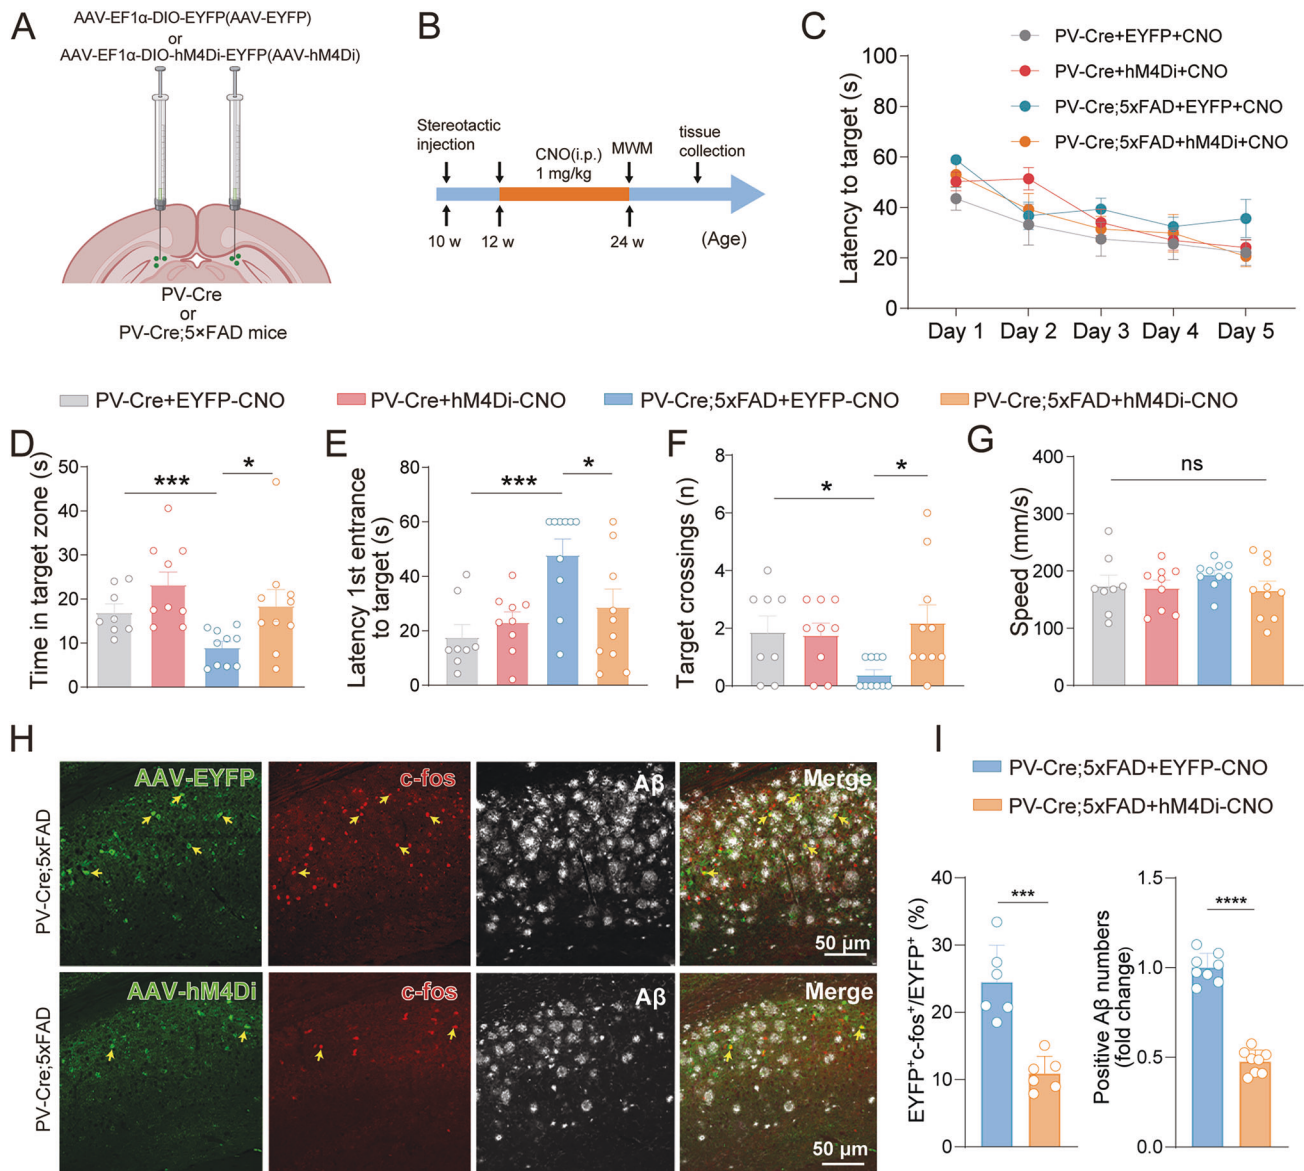 A
AAV-EF1α-DIO-EYFP(AAV-EYFP)
or
AAV-EF1α-DIO-hM4Di-EYFP(AAV-hM4Di)
PV-Cre
or
PV-Cre;5×FAD mice
B
Stereotactic
injection
CNO(i.p.)
1 mg/kg
MWM
tissue
collection
10 w
12 w
24 w
(Age)
C
PV-Cre+EYFP+CNO
PV-Cre+hM4Di+CNO
PV-Cre;5xFAD+EYFP+CNO
PV-Cre;5xFAD+hM4Di+CNO
Latency to target (s)
100
80
60
40
20
0
Day 1 Day 2 Day 3 Day 4 Day 5
PV-Cre+EYFP-CNO
PV-Cre+hM4Di-CNO
PV-Cre;5xFAD+EYFP-CNO
PV-Cre;5xFAD+hM4Di-CNO
D
Time in target zone (s)
50
40
30
20
10
0
***
*
E
Latency 1st entrance
to target (s)
80
60
40
20
0
***
*
F
Target crossings (n)
8
6
4
2
0
*
*
G
Speed (mm/s)
400
300
200
100
0
ns
H
PV-Cre;5xFAD
AAV-EYFP
c-fos
Aβ
Merge
50 μm
PV-Cre;5xFAD
AAV-hM4Di
c-fos
Aβ
Merge
50 μm
I
PV-Cre;5xFAD+EYFP-CNO
PV-Cre;5xFAD+hM4Di-CNO
EYFP⁺c-fos⁺/EYFP⁺ (%)
40
30
20
10
0
***
Positive Aβ numbers
(fold change)
1.5
1.0
0.5
0.0
****